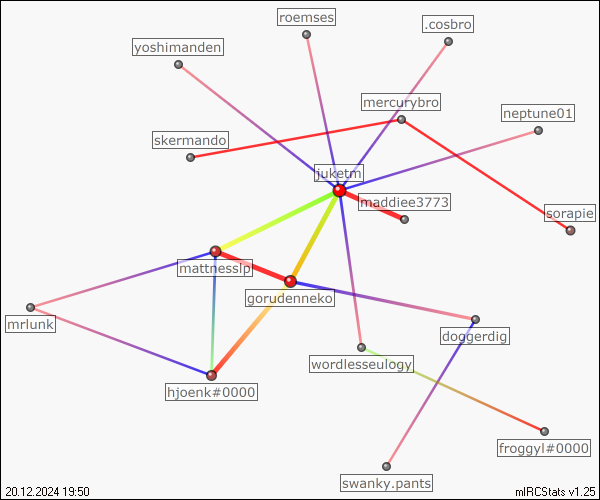 roemses
.cosbro
yoshimanden
mercurybro
neptune01
skermando
juketm
maddiee3773
sorapie
mattnesslp
gorudenneko
mrlunk
doggerdig
wordlesseulogy
hjoenk#0000
froggyl#0000
swanky.pants
20.12.2024 19:50
mIRCStats v1.25